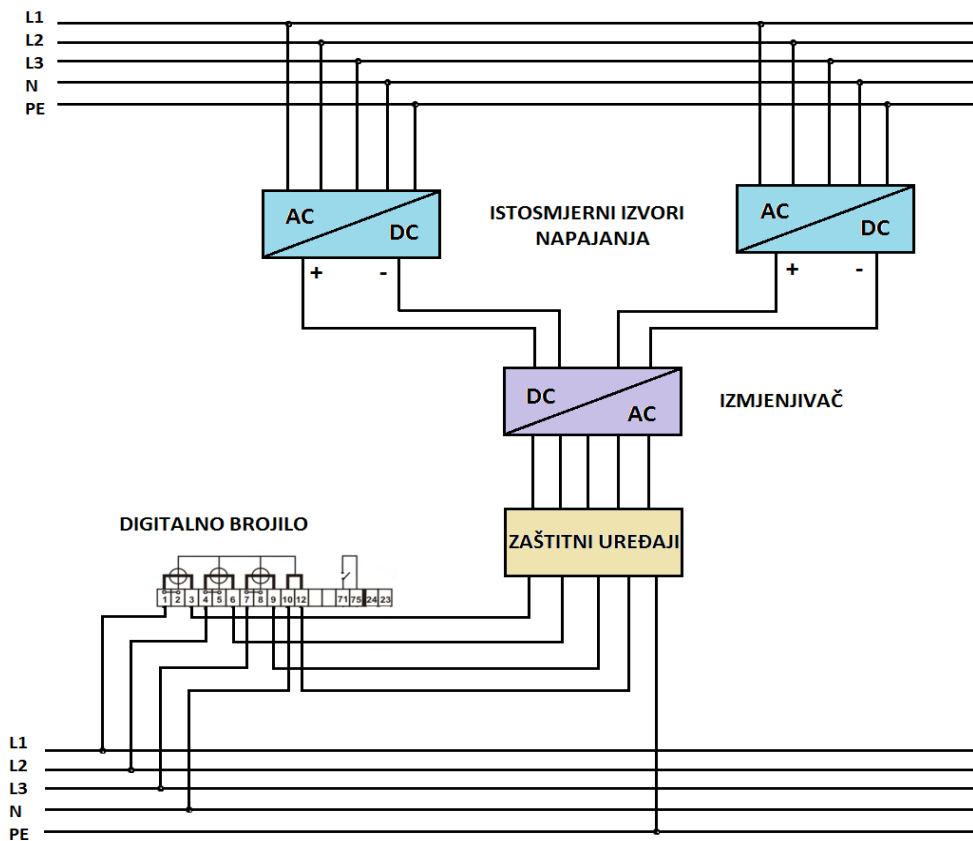 L1
L2
L3
N
PE
AC
DC
ISTOSMJERNI IZVORI
NAPAJANJA
AC
DC
+
-
+
-
DC
AC
IZMJENJIVAČ
DIGITALNO BROJILO
ZAŠTITNI UREĐAJI
1 2 3 4 5 6 7 8 9 10 12 71 75 24 23
L1
L2
L3
N
PE